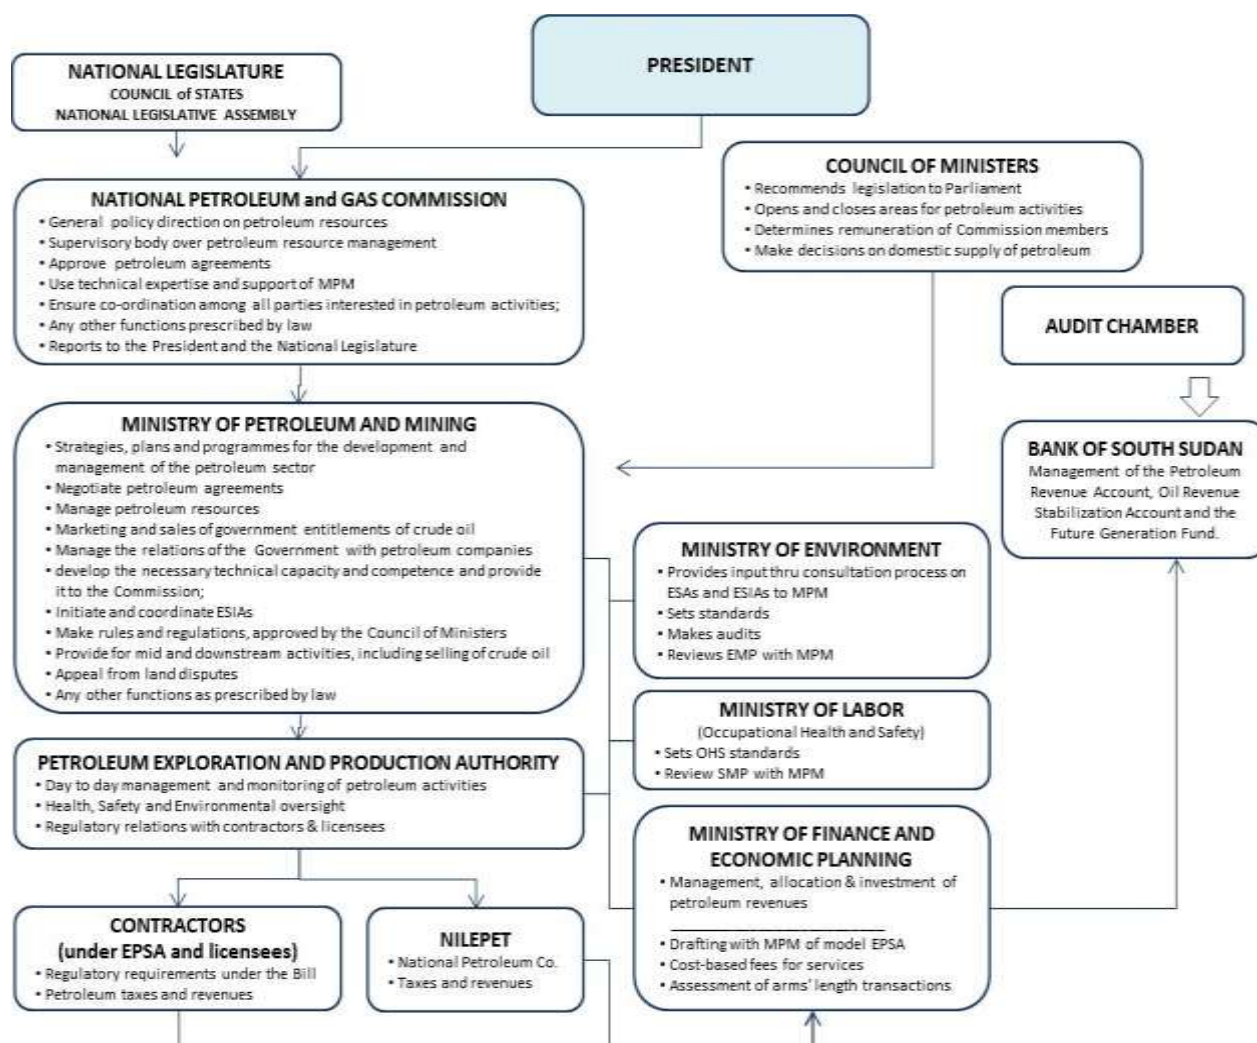 NATIONAL LEGISLATURE
COUNCIL of STATES
NATIONAL LEGISLATIVE ASSEMBLY
PRESIDENT
NATIONAL PETROLEUM and GAS COMMISSION
• General policy direction on petroleum resources
• Supervisory body over petroleum resource management
• Approve petroleum agreements
• Use technical expertise and support of MPM
• Ensure co-ordination among all parties interested in petroleum activities;
• Any other functions prescribed by law
• Reports to the President and the National Legislature
COUNCIL OF MINISTERS
• Recommends legislation to Parliament
• Opens and closes areas for petroleum activities
• Determines remuneration of Commission members
• Make decisions on domestic supply of petroleum
AUDIT CHAMBER
MINISTRY OF PETROLEUM AND MINING
• Strategies, plans and programmes for the development and
management of the petroleum sector
• Negotiate petroleum agreements
• Manage petroleum resources
• Marketing and sales of government entitlements of crude oil
• Manage the relations of the Government with petroleum companies
• develop the necessary technical capacity and competence and provide
it to the Commission;
• Initiate and coordinate ESIAs
• Make rules and regulations, approved by the Council of Ministers
• Provide for mid and downstream activities, including selling of crude oil
• Appeal from land disputes
• Any other functions as prescribed by law
BANK OF SOUTH SUDAN
Management of the Petroleum
Revenue Account, Oil Revenue
Stabilization Account and the
Future Generation Fund.
MINISTRY OF ENVIRONMENT
• Provides input thru consultation process on
ESAs and ESIAs to MPM
• Sets standards
• Makes audits
• Reviews EMP with MPM
MINISTRY OF LABOR
(Occupational Health and Safety)
• Sets OHS standards
• Review SMP with MPM
PETROLEUM EXPLORATION AND PRODUCTION AUTHORITY
• Day to day management and monitoring of petroleum activities
• Health, Safety and Environmental oversight
• Regulatory relations with contractors & licensees
MINISTRY OF FINANCE AND
ECONOMIC PLANNING
• Management, allocation & investment of
petroleum revenues
• Drafting with MPM of model EPSA
• Cost-based fees for services
• Assessment of arms' length transactions
CONTRACTORS
(under EPSA and licensees)
• Regulatory requirements under the Bill
• Petroleum taxes and revenues
NILEPET
• National Petroleum Co.
• Taxes and revenues